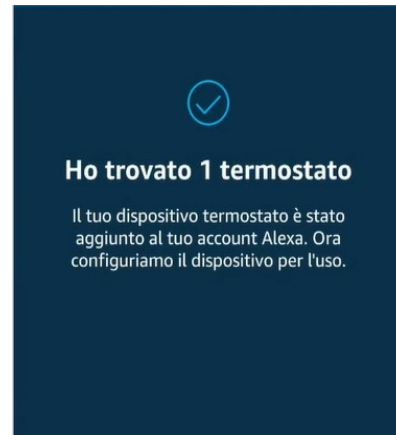 Ho trovato 1 termostato
Il tuo dispositivo termostato è stato
aggiunto al tuo account Alexa. Ora
configuriamo il dispositivo per l'uso.